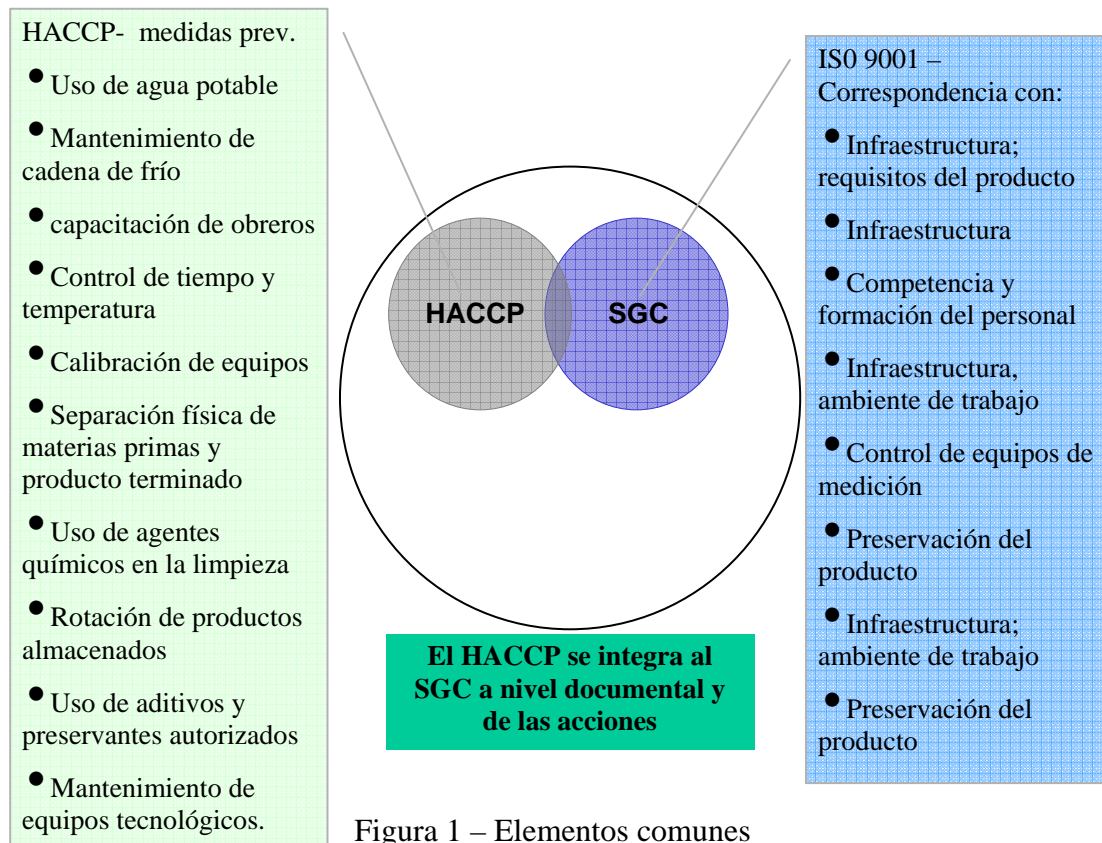 HACCP-  medidas prev.
• Uso de agua potable
• Mantenimiento de
cadena de frío
• capacitación de obreros
• Control de tiempo y
temperatura
• Calibración de equipos
• Separación física de
materias primas y
producto terminado
• Uso de agentes
químicos en la limpieza
• Rotación de productos
almacenados
• Uso de aditivos y
preservantes autorizados
• Mantenimiento de
equipos tecnológicos.
HACCP
SGC
El HACCP se integra al
SGC a nivel documental y
de las acciones
IS0 9001 –
Correspondencia con:
• Infraestructura;
requisitos del producto
• Infraestructura
• Competencia y
formación del personal
• Infraestructura,
ambiente de trabajo
• Control de equipos de
medición
• Preservación del
producto
• Infraestructura;
ambiente de trabajo
• Preservación del
producto
Figura 1 – Elementos comunes